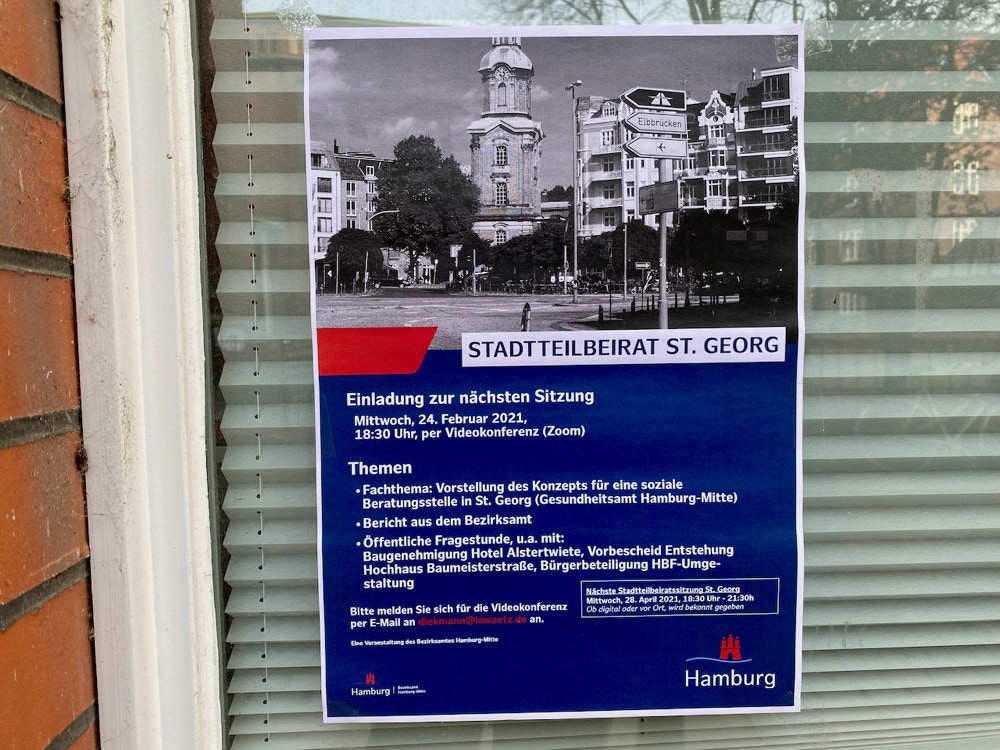 Elbbrücken
STADTTEILBEIRAT ST. GEORG
Einladung zur nächsten Sitzung
Mittwoch, 24. Februar 2021,
18:30 Uhr, per Videokonferenz (Zoom)
Themen
• Fachthema: Vorstellung des Konzepts für eine soziale
Beratungsstelle in St. Georg (Gesundheitsamt Hamburg-Mitte)
• Bericht aus dem Bezirksamt
• Öffentliche Fragestunde, u.a. mit:
Baugenehmigung Hotel Alstertwiete, Vorbescheid Entstehung
Hochhaus Baumeisterstraße, Bürgerbeteiligung HBF-Umge-
staltung
Nächste Stadtteilbeiratssitzung St. Georg
Mittwoch, 28. April 2021, 18:30 Uhr - 21:30h
Ob digital oder vor Ort, wird bekannt gegeben
Bitte melden Sie sich für die Videokonferenz
per E-Mail an diekmann@lawaetz.de an.
Eine Veranstaltung des Bezirksamtes Hamburg-Mitte
Hamburg | Bezirksamt
Hamburg-Mitte
Hamburg